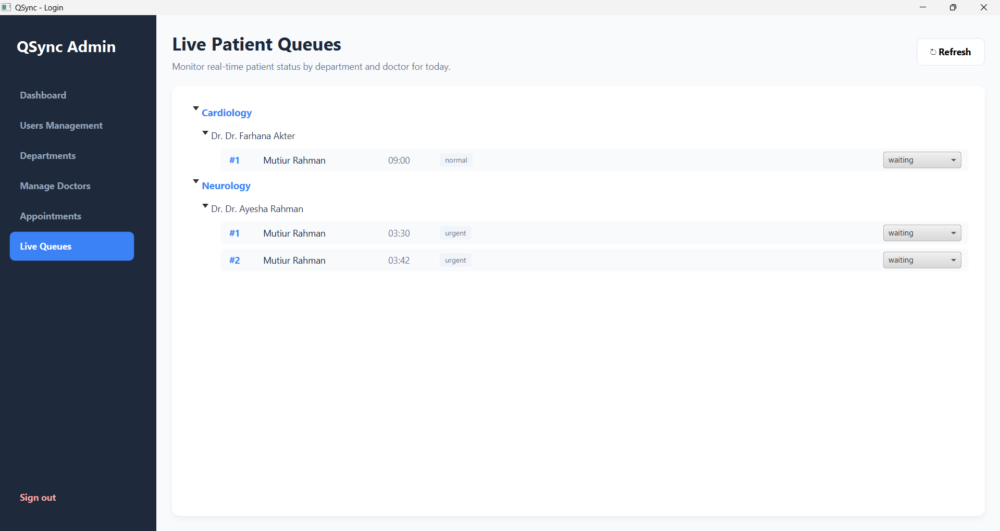 QSync - Login
QSync Admin
Dashboard
Users Management
Departments
Manage Doctors
Appointments
Live Queues
Sign out
Live Patient Queues
Monitor real-time patient status by department and doctor for today.
↻ Refresh
Cardiology
Dr. Dr. Farhana Akter
#1 Mutiur Rahman 09:00 normal waiting
Neurology
Dr. Dr. Ayesha Rahman
#1 Mutiur Rahman 03:30 urgent waiting
#2 Mutiur Rahman 03:42 urgent waiting